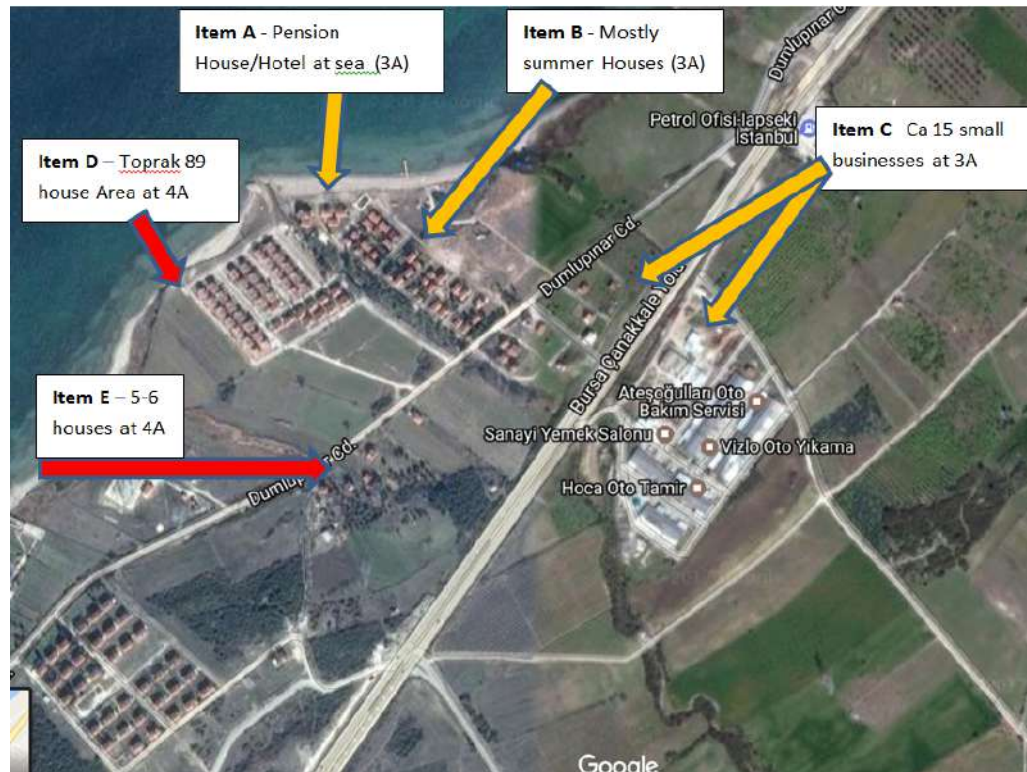 Item A - Pension
House/Hotel at sea (3A)
Item B - Mostly
summer Houses (3A)
Dumlupınar
Petrol Ofisi-lapseki
İstanbul
Item C Ca 15 small
businesses at 3A
Item D – Toprak 89
house Area at 4A
Dumlupınar Cd.
Bursa Çanakkale Yolu
Item E – 5-6
houses at 4A
Ateşoğulları Oto
Bakım Servisi
Sanayi Yemek Salonu
Vizlo Oto Yıkama
Dumlupınar Cd.
Hoca Oto Tamir
Google